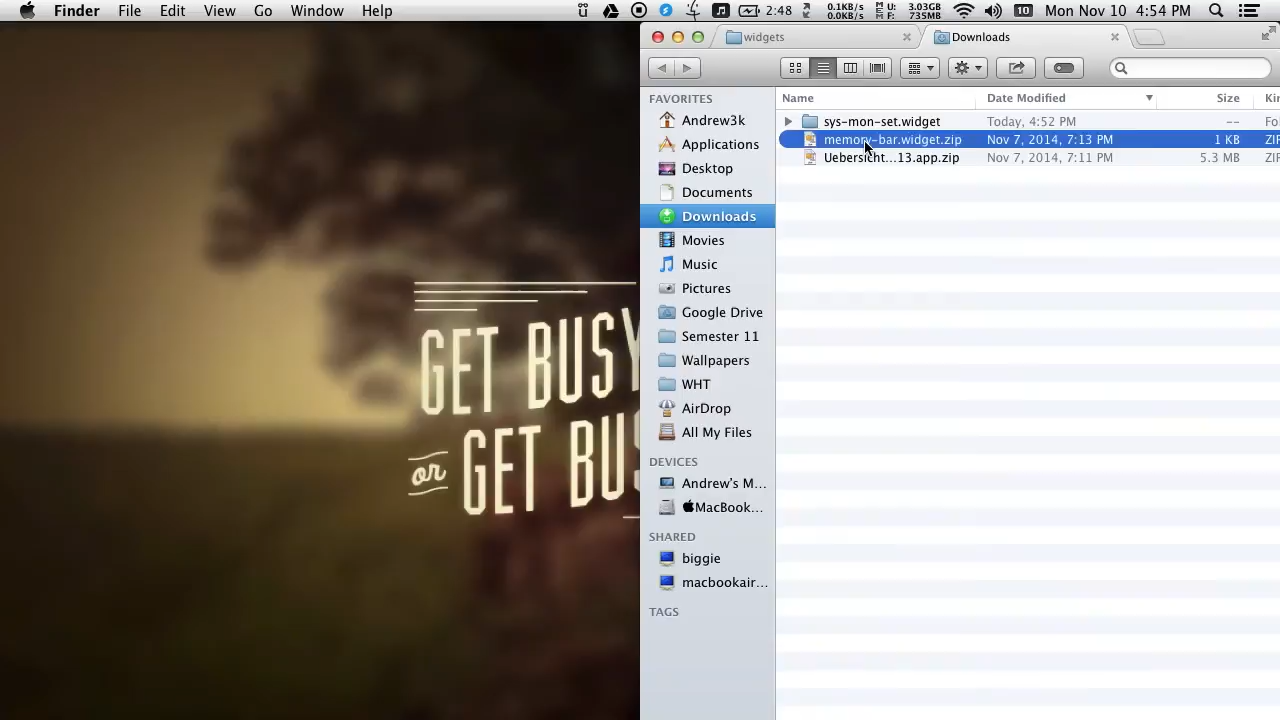 Finder File Edit View Go Window Help ü 2:48 0.1KB/s 0.0KB/s M: U: F: 3.03GB 735MB 10 Mon Nov 10 4:54 PM
widgets Downloads
FAVORITES
Andrew3k
Applications
Desktop
Documents
Downloads
Movies
Music
Pictures
Google Drive
Semester 11
Wallpapers
WHT
AirDrop
All My Files
DEVICES
Andrew's M...
MacBook...
SHARED
biggie
macbookair...
TAGS
Name Date Modified Size
sys-mon-set.widget Today, 4:52 PM --
memory-bar.widget.zip Nov 7, 2014, 7:13 PM 1 KB
Uebersicht...13.app.zip Nov 7, 2014, 7:11 PM 5.3 MB
GET BUSY
or GET BUS